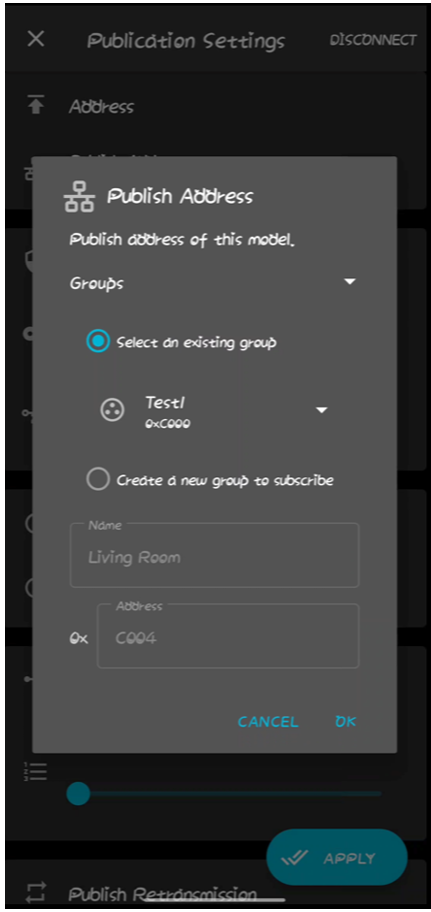 Publication Settings
DISCONNECT
Address
Publish Address
Publish address of this model.
Groups
Select an existing group
Test1
0xC000
Create a new group to subscribe
Name
Living Room
Address
0x
C004
CANCEL
OK
APPLY
Publish Retransmission